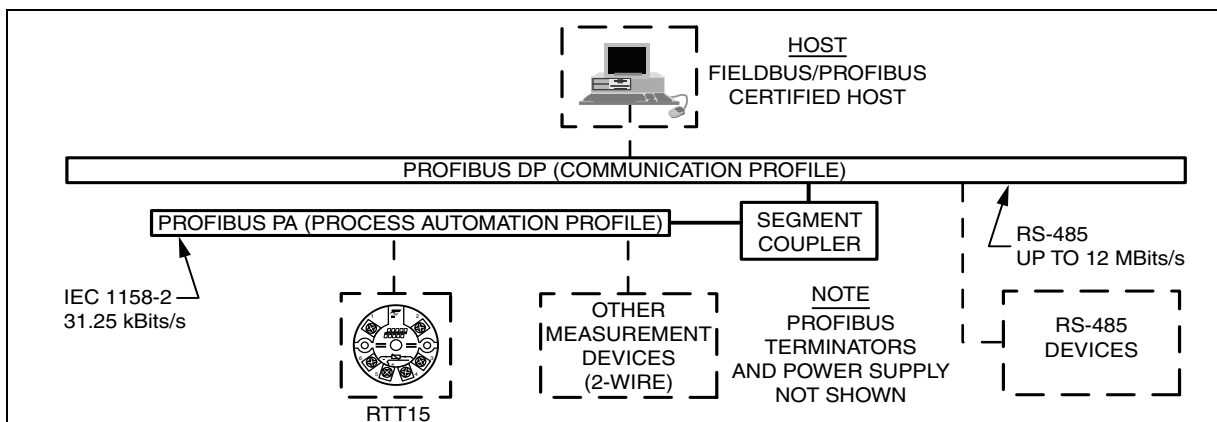 HOST
FIELDBUS/PROFIBUS
CERTIFIED HOST
PROFIBUS DP (COMMUNICATION PROFILE)
PROFIBUS PA (PROCESS AUTOMATION PROFILE)
SEGMENT
COUPLER
RS-485
UP TO 12 MBits/s
IEC 1158-2
31.25 kBits/s
RTT15
OTHER
MEASUREMENT
DEVICES
(2-WIRE)
NOTE
PROFIBUS
TERMINATORS
AND POWER SUPPLY
NOT SHOWN
RS-485
DEVICES